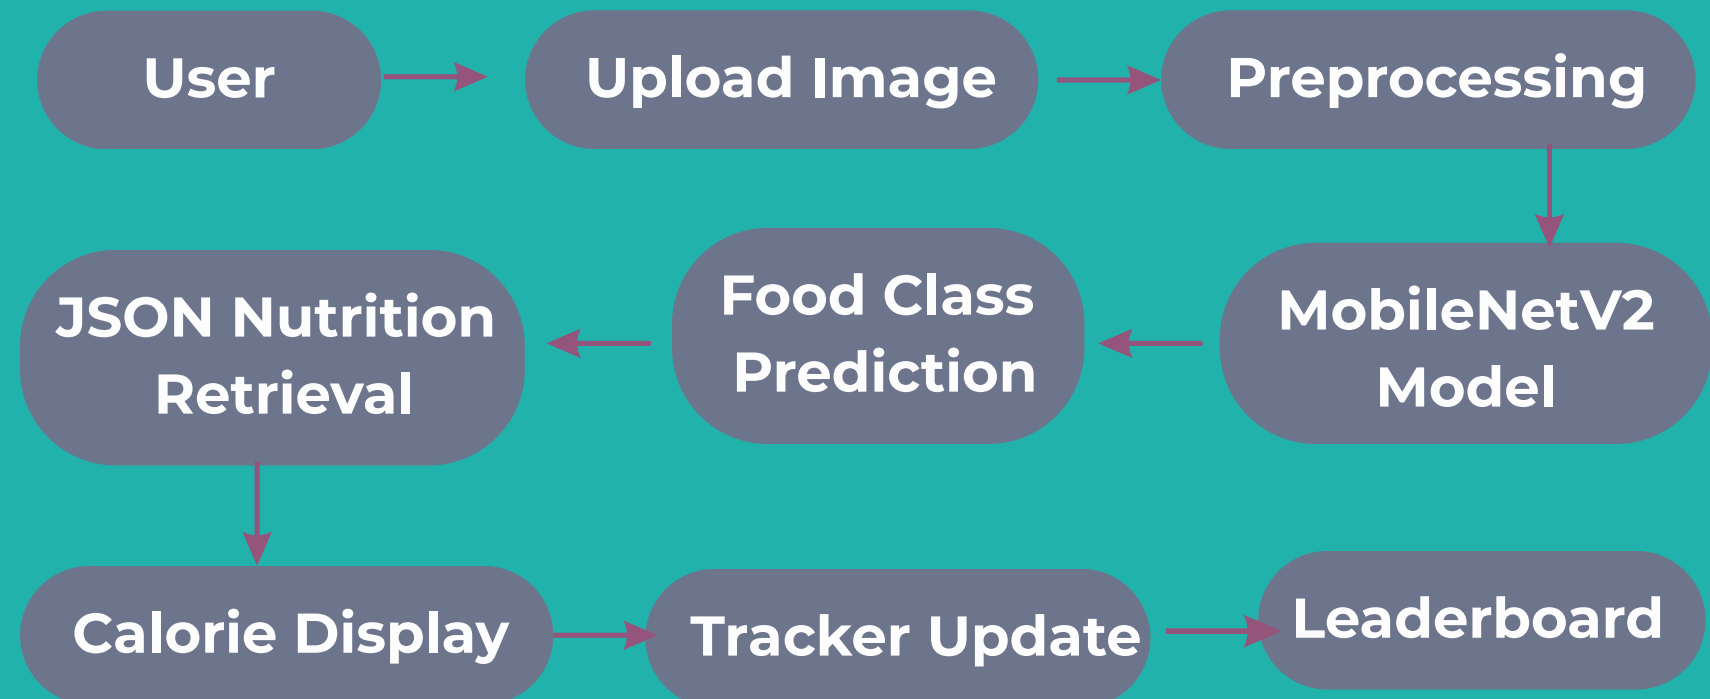 User
Upload Image
Preprocessing
MobileNetV2
Model
Food Class
Prediction
JSON Nutrition
Retrieval
Calorie Display
Tracker Update
Leaderboard